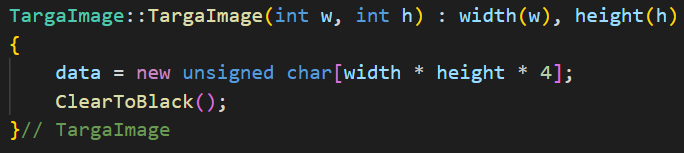 TargaImage::TargaImage(int w, int h) : width(w), height(h)
{
    data = new unsigned char[width * height * 4];
    ClearToBlack();
}// TargaImage